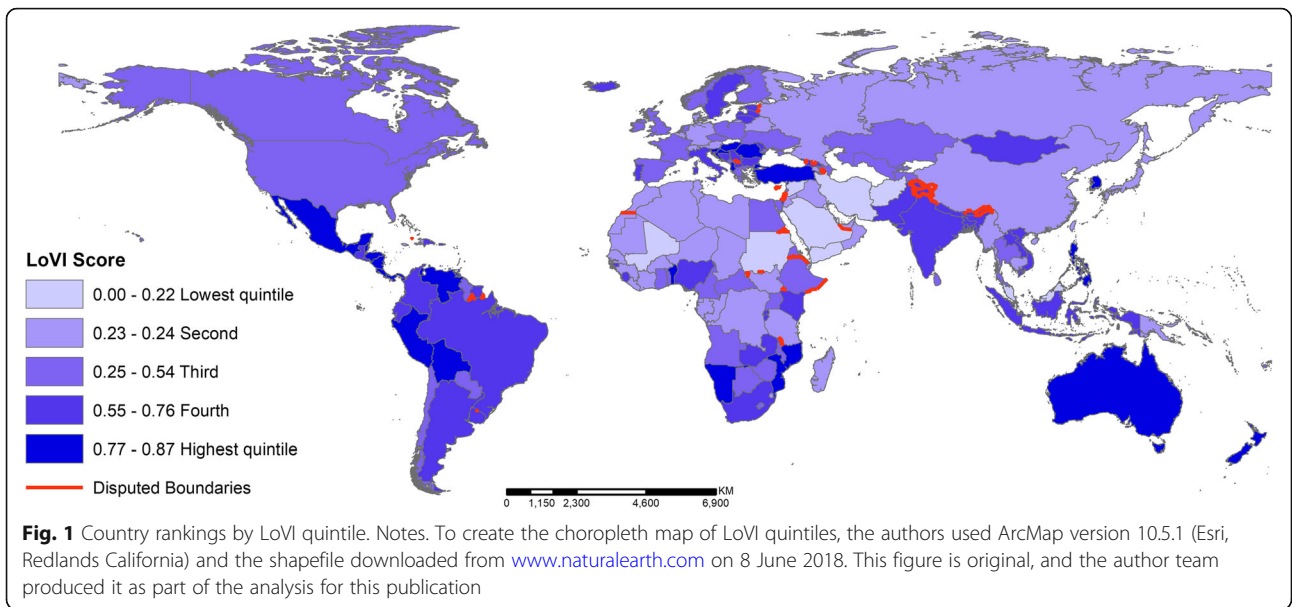 LoVI Score
0.00 - 0.22 Lowest quintile
0.23 - 0.24 Second
0.25 - 0.54 Third
0.55 - 0.76 Fourth
0.77 - 0.87 Highest quintile
Disputed Boundaries
KM
0 1,150 2,300 4,600 6,900
Fig. 1 Country rankings by LoVI quintile. Notes. To create the choropleth map of LoVI quintiles, the authors used ArcMap version 10.5.1 (Esri,
Redlands California) and the shapefile downloaded from www.naturalearth.com on 8 June 2018. This figure is original, and the author team
produced it as part of the analysis for this publication